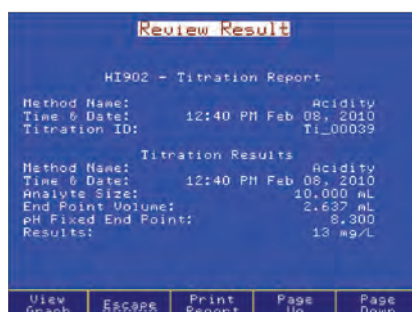 Review Result
HI902 - Titration Report
Method Name: Acidity
Time & Date: 12:40 PM Feb 08, 2010
Titration ID: Ti_00039
Titration Results
Method Name: Acidity
Time & Date: 12:40 PM Feb 08, 2010
Analyte Size: 10.000 mL
End Point Volume: 2.637 mL
pH Fixed End Point: 8.300
Results: 13 mg/L
View Escape Print Page Page
Graph Report Up Down